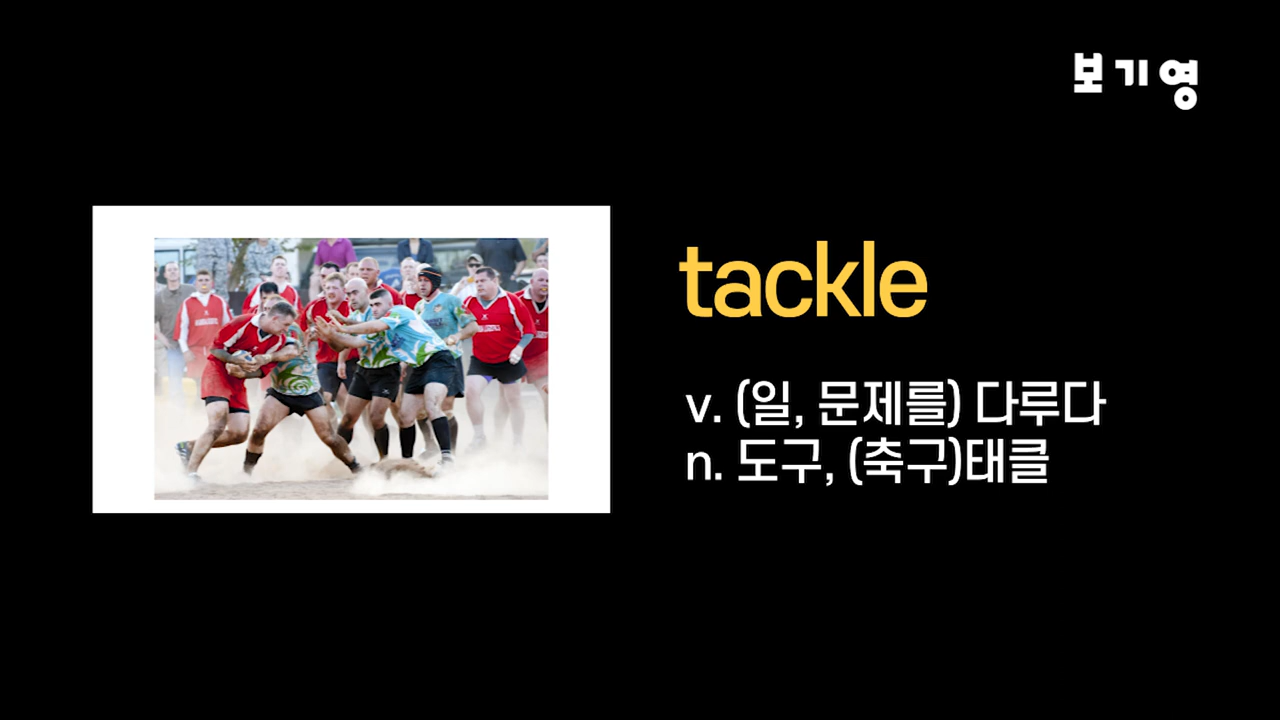 보기영
tackle
v. (일, 문제를) 다루다
n. 도구, (축구)태클